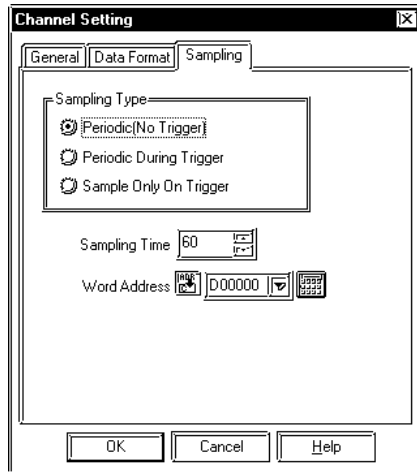 Channel Setting
General Data Format Sampling
Sampling Type
Periodic(No Trigger)
Periodic During Trigger
Sample Only On Trigger
Sampling Time 60
Word Address D00000
OK Cancel Help